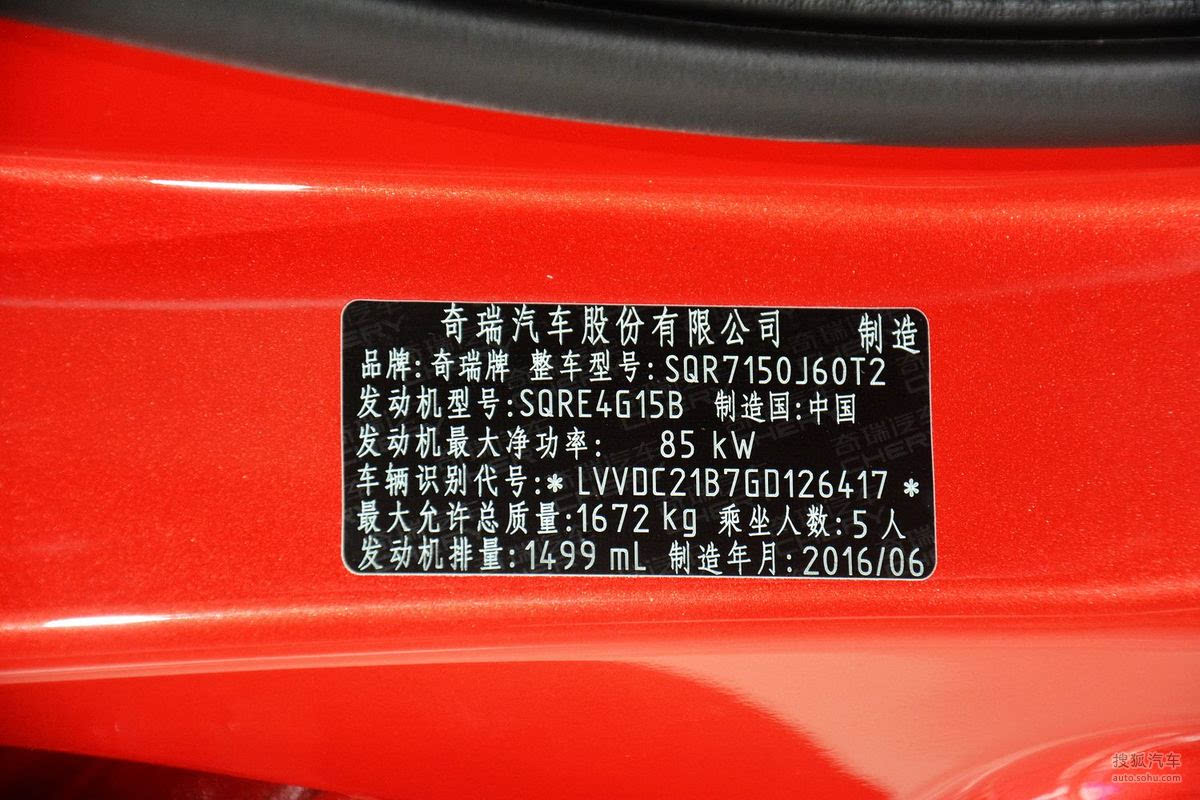 奇瑞汽车股份有限公司 制造
品牌:奇瑞牌 整车型号:SQR7150J60T2
发动机型号:SQRE4G15B 制造国:中国
发动机最大净功率: 85 kW
车辆识别代号:* LVVDC21B7GD126417 *
最大允许总质量:1672 kg 乘坐人数:5 人
发动机排量:1499 mL 制造年月:2016/06
搜狐汽车
auto.sohu.com